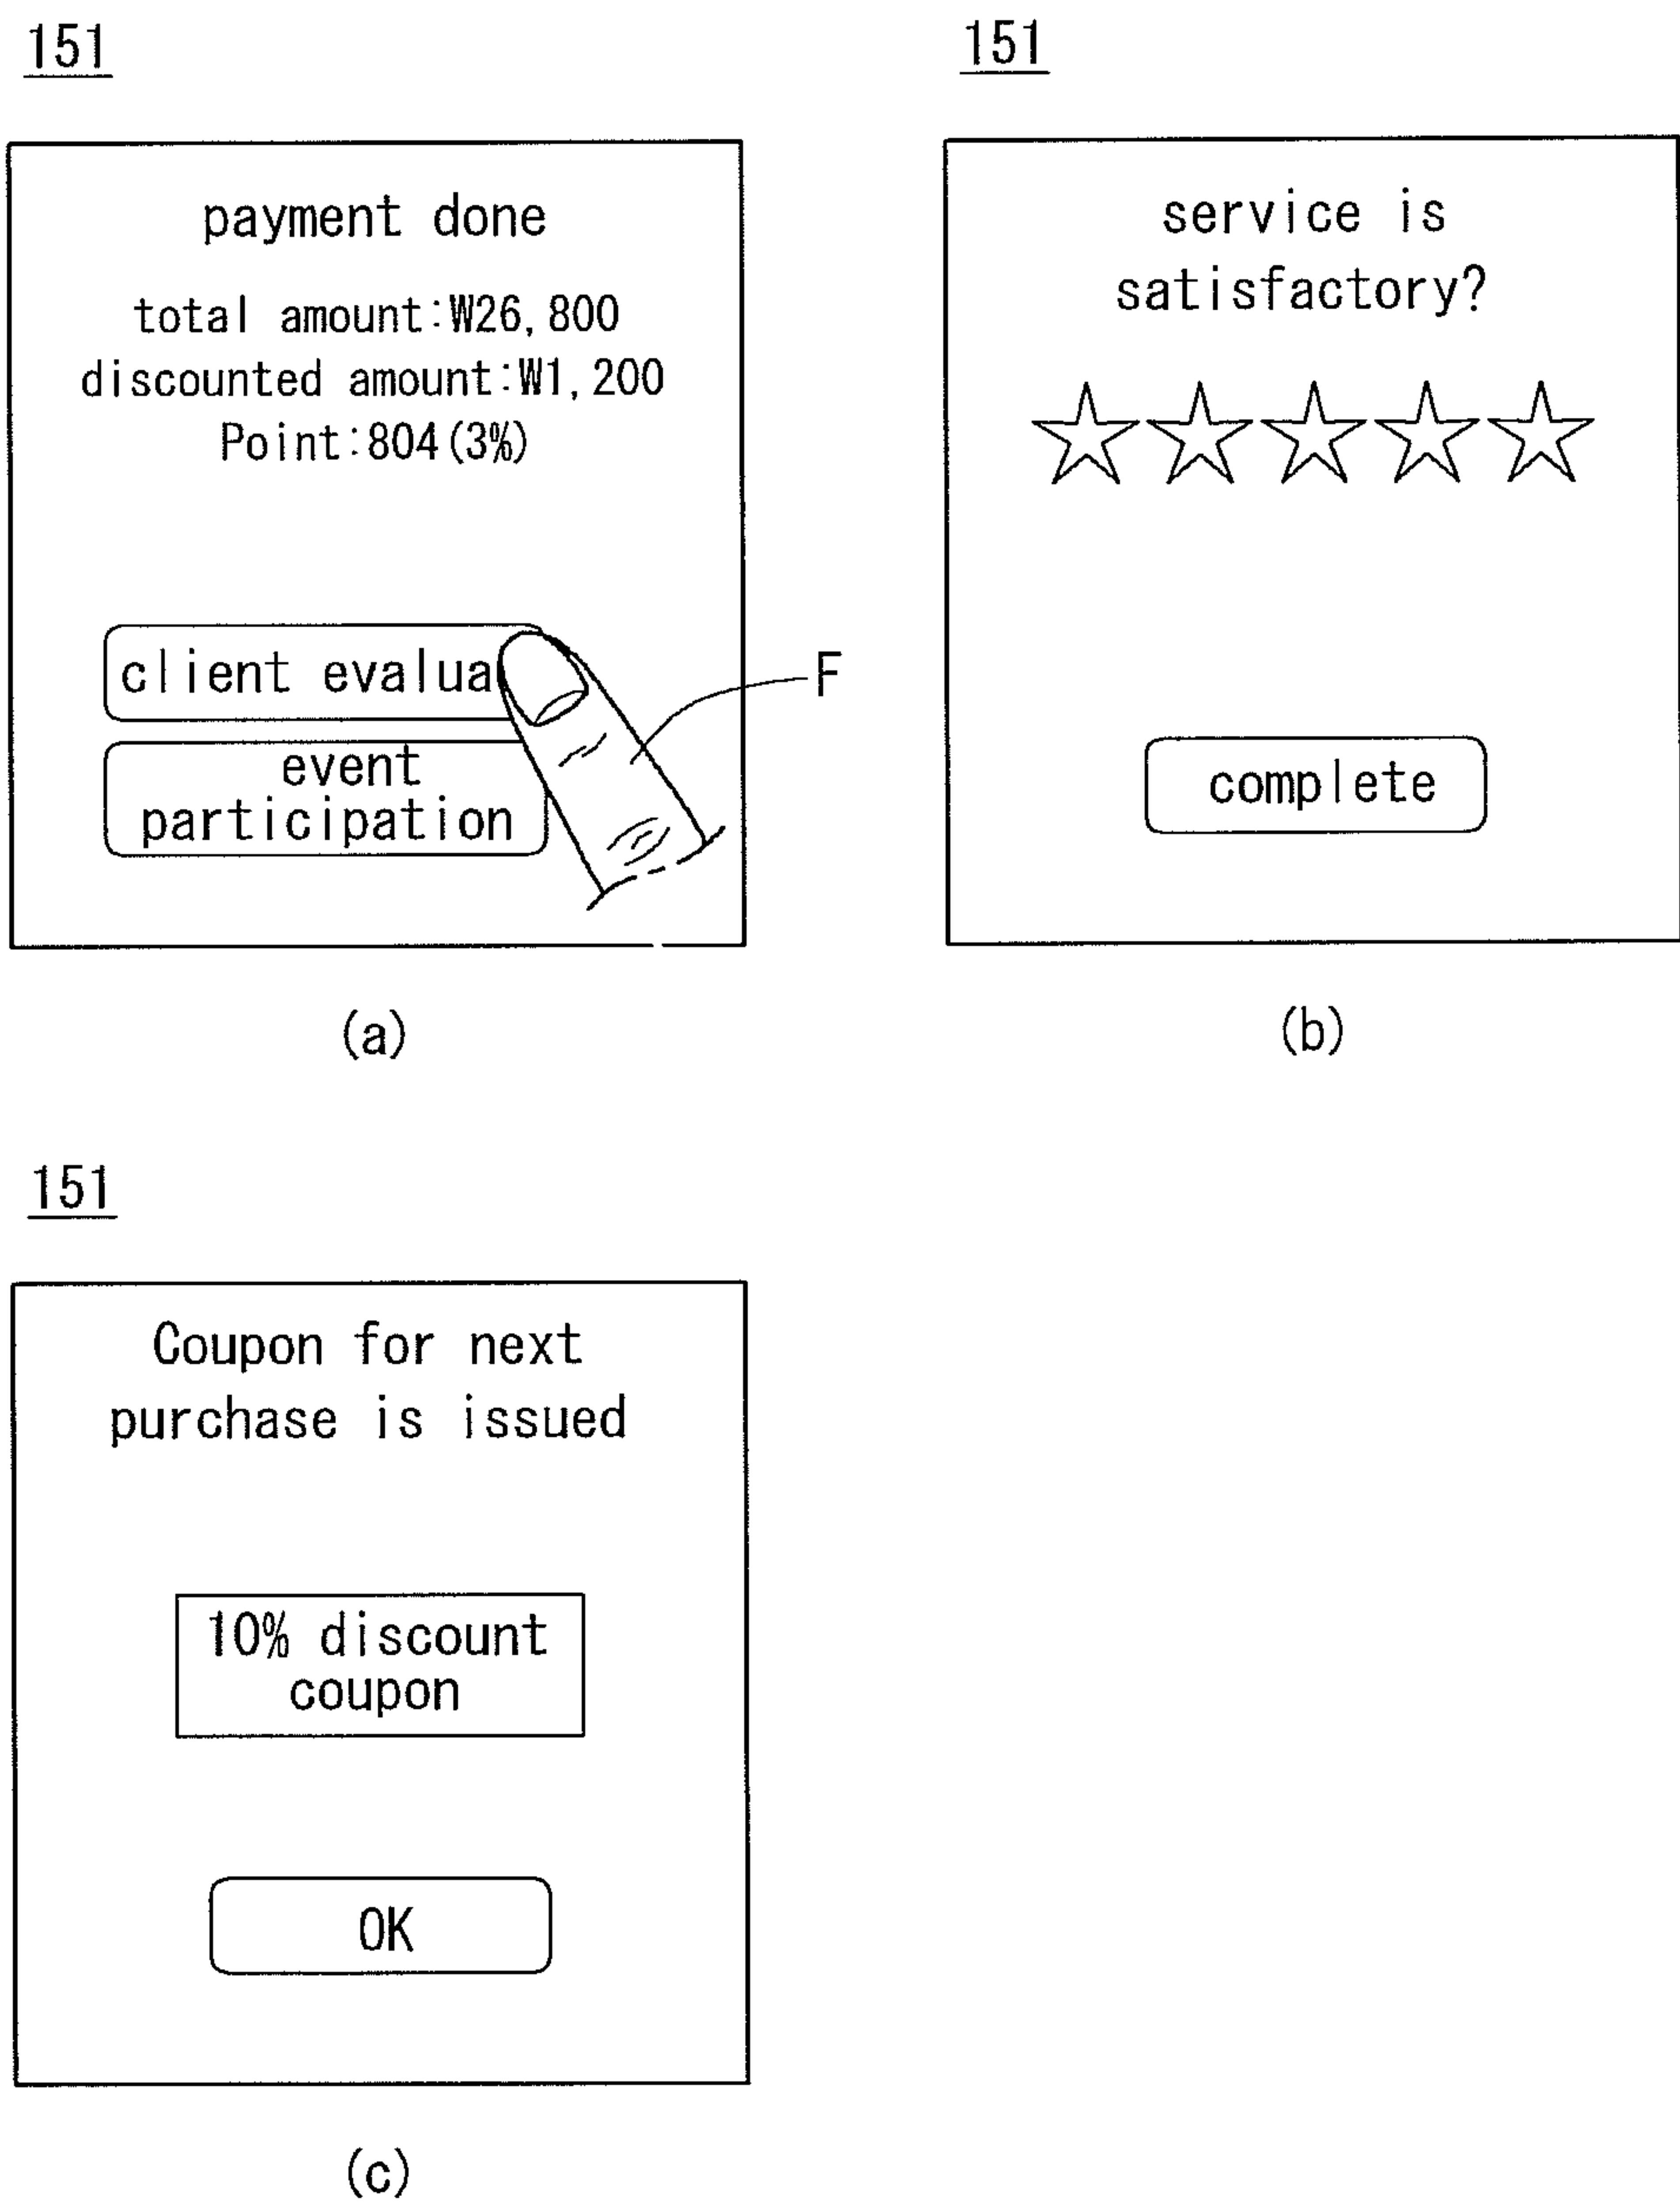 151
payment done
total amount:W26,800
discounted amount:W1,200
Point:804(3%)
client evalua
event
participation
F
(a)
151
service is
satisfactory?
complete
(b)
151
Coupon for next
purchase is issued
10% discount
coupon
OK
(c)